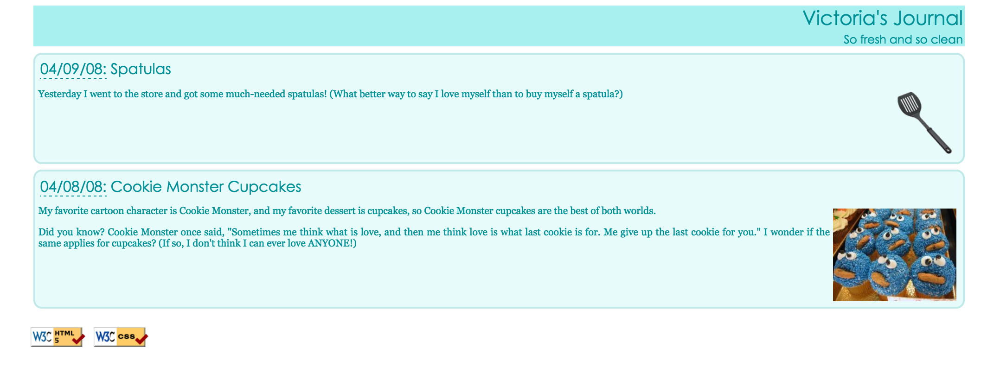 Victoria's Journal
So fresh and so clean
04/09/08: Spatulas
Yesterday I went to the store and got some much-needed spatulas! (What better way to say I love myself than to buy myself a spatula?)
04/08/08: Cookie Monster Cupcakes
My favorite cartoon character is Cookie Monster, and my favorite dessert is cupcakes, so Cookie Monster cupcakes are the best of both worlds.
Did you know? Cookie Monster once said, "Sometimes me think what is love, and then me think love is what last cookie is for. Me give up the last cookie for you." I wonder if the
same applies for cupcakes? (If so, I don't think I can ever love ANYONE!)
W3C HTML 5
W3C css